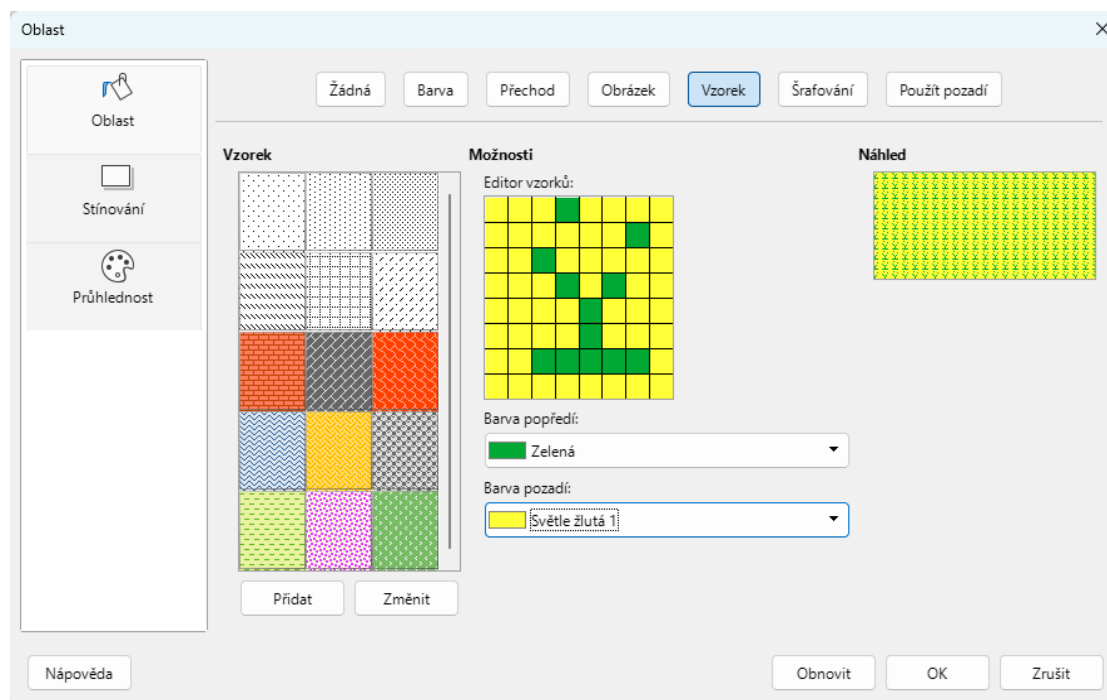 Oblast
Oblast
Stínování
Průhlednost
Žádná
Barva
Přechod
Obrázek
Vzorek
Šrafování
Použít pozadí
Vzorek
Možnosti
Náhled
Editor vzorků:
Barva popředí:
Zelená
Barva pozadí:
Světle žlutá 1
Přidat
Změnit
Nápověda
Obnovit
OK
Zrušit